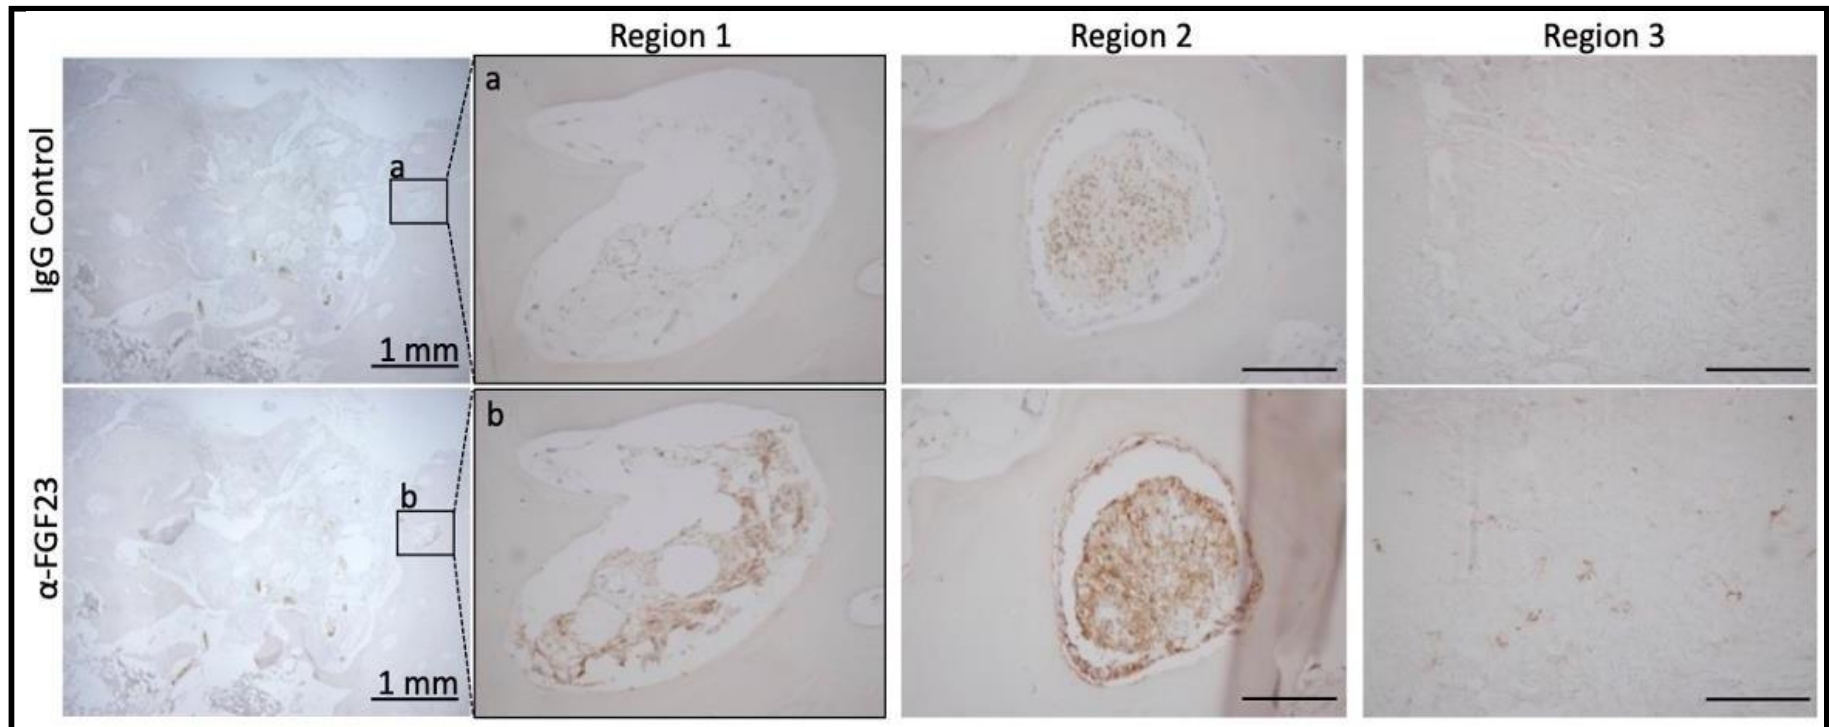 Region 1
Region 2
Region 3
IgG Control
a
1 mm
a
α-FGF23
b
1 mm
b